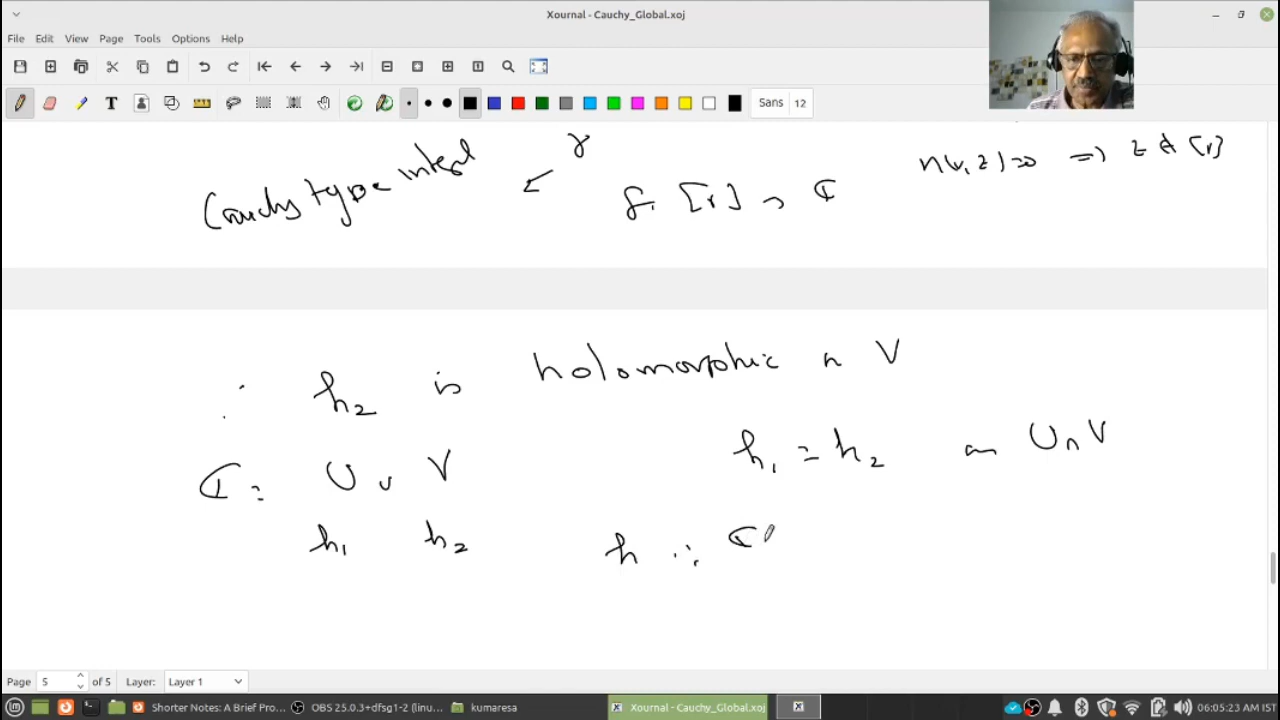 Xournal - Cauchy_Global.xoj
File Edit View Page Tools Options Help
Sans 12
γ
Cauchy type integral
f: [γ] → ℂ
n(γ, z) = 0 => z ∉ [γ]
∴ h₂ is holomorphic in V
ℂ = U ∪ V
h₁ = h₂ on U ∩ V
h₁ h₂
h : ℂ
Page 5 of 5 Layer: Layer 1
Shorter Notes: A Brief Pro... OBS 25.0.3+dfsg1-2 (linu... kumaresa Xournal - Cauchy_Global.xoj 06:05:23 AM IST